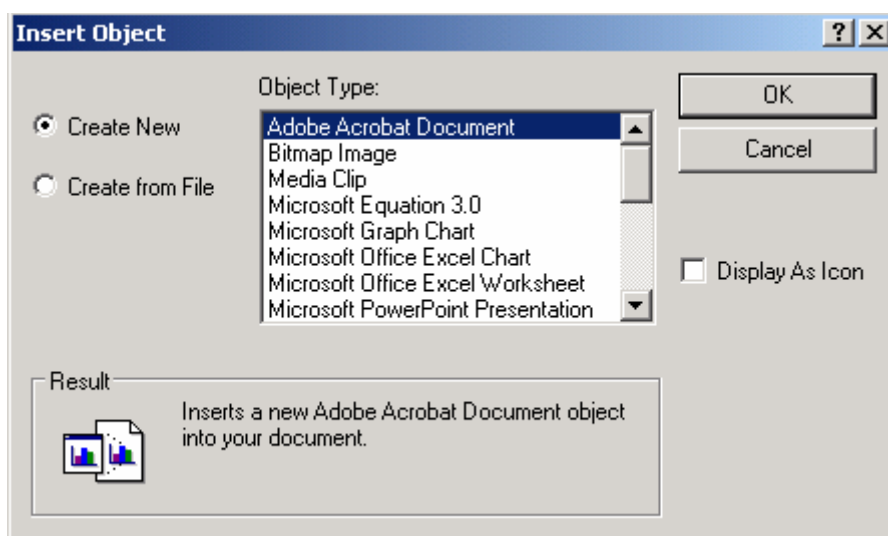 Insert Object
Object Type:
Create New
Create from File
Adobe Acrobat Document
Bitmap Image
Media Clip
Microsoft Equation 3.0
Microsoft Graph Chart
Microsoft Office Excel Chart
Microsoft Office Excel Worksheet
Microsoft PowerPoint Presentation
OK
Cancel
Display As Icon
Result
Inserts a new Adobe Acrobat Document object
into your document.